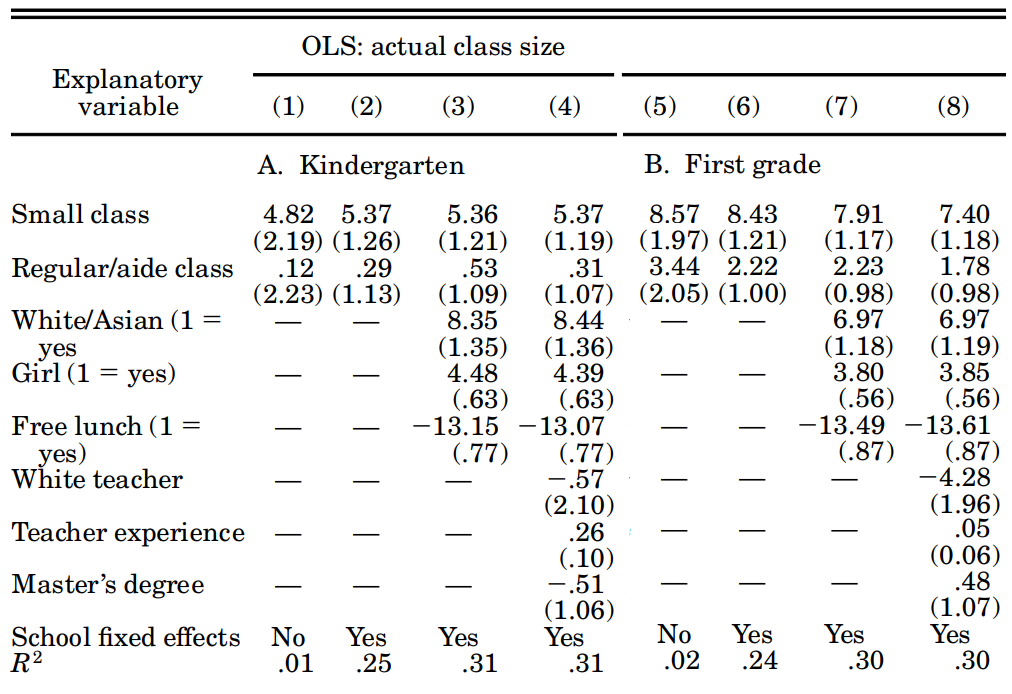 OLS: actual class size
Explanatory
variable (1) (2) (3) (4) (5) (6) (7) (8)
A. Kindergarten B. First grade
Small class 4.82 5.37 5.36 5.37 8.57 8.43 7.91 7.40
(2.19) (1.26) (1.21) (1.19) (1.97) (1.21) (1.17) (1.18)
Regular/aide class .12 .29 .53 .31 3.44 2.22 2.23 1.78
(2.23) (1.13) (1.09) (1.07) (2.05) (1.00) (0.98) (0.98)
White/Asian (1 = — — 8.35 8.44 — — 6.97 6.97
yes (1.35) (1.36) (1.18) (1.19)
Girl (1 = yes) — — 4.48 4.39 — — 3.80 3.85
(.63) (.63) (.56) (.56)
Free lunch (1 = — — −13.15 −13.07 — — −13.49 −13.61
yes) (.77) (.77) (.87) (.87)
White teacher — — — −.57 — — — −4.28
(2.10) (1.96)
Teacher experience — — — .26 — — — .05
(.10) (0.06)
Master’s degree — — — −.51 — — — .48
(1.06) (1.07)
School fixed effects No Yes Yes Yes No Yes Yes Yes
R² .01 .25 .31 .31 .02 .24 .30 .30